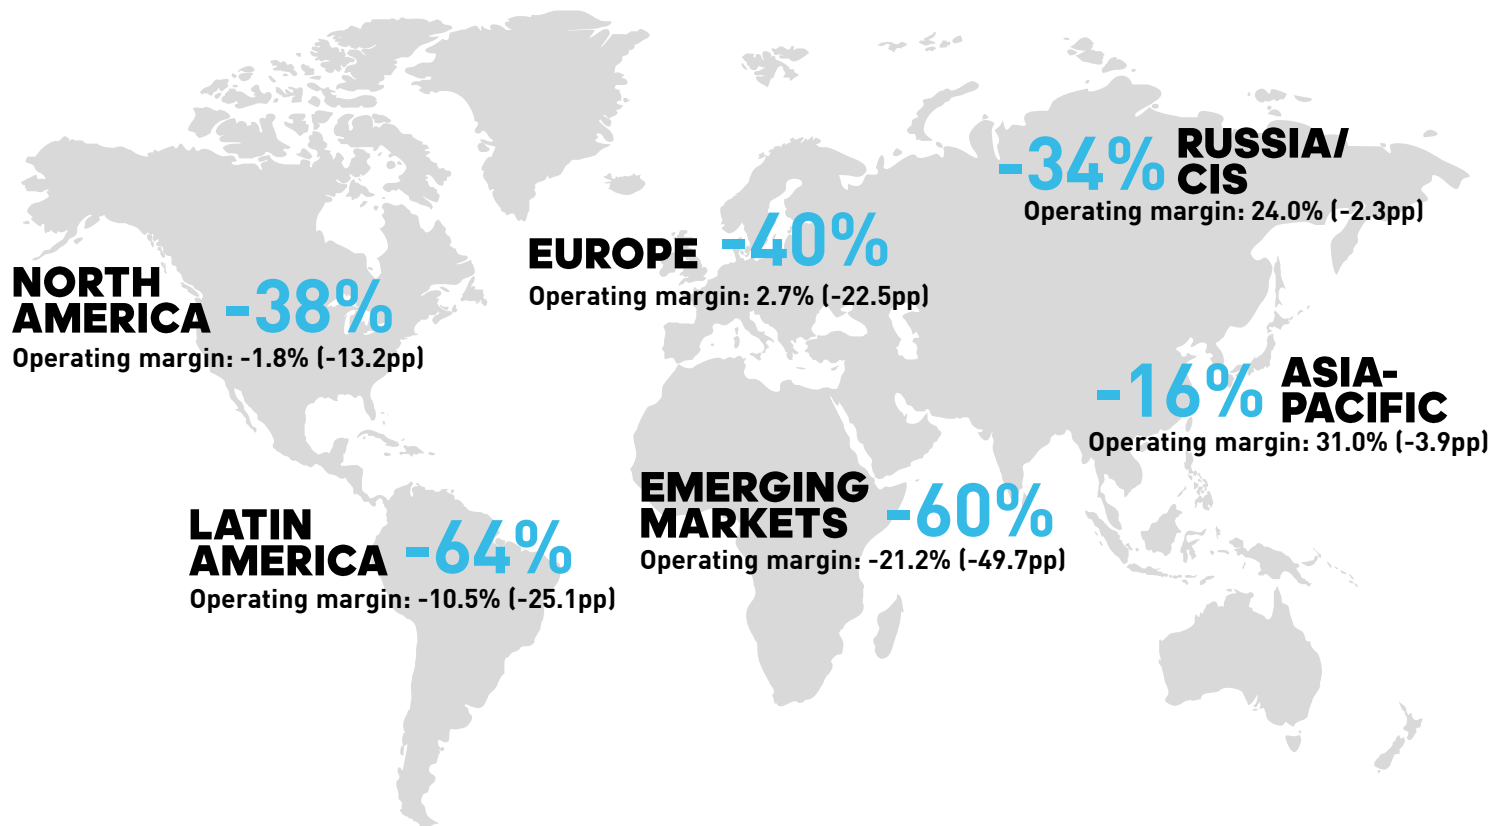 RUSSIA/
-34% CIS
Operating margin: 24.0% (-2.3pp)
EUROPE -40%
Operating margin: 2.7% (-22.5pp)
NORTH
AMERICA -38%
Operating margin: -1.8% (-13.2pp)
ASIA-
-16% PACIFIC
Operating margin: 31.0% (-3.9pp)
EMERGING
MARKETS -60%
Operating margin: -21.2% (-49.7pp)
LATIN
AMERICA -64%
Operating margin: -10.5% (-25.1pp)